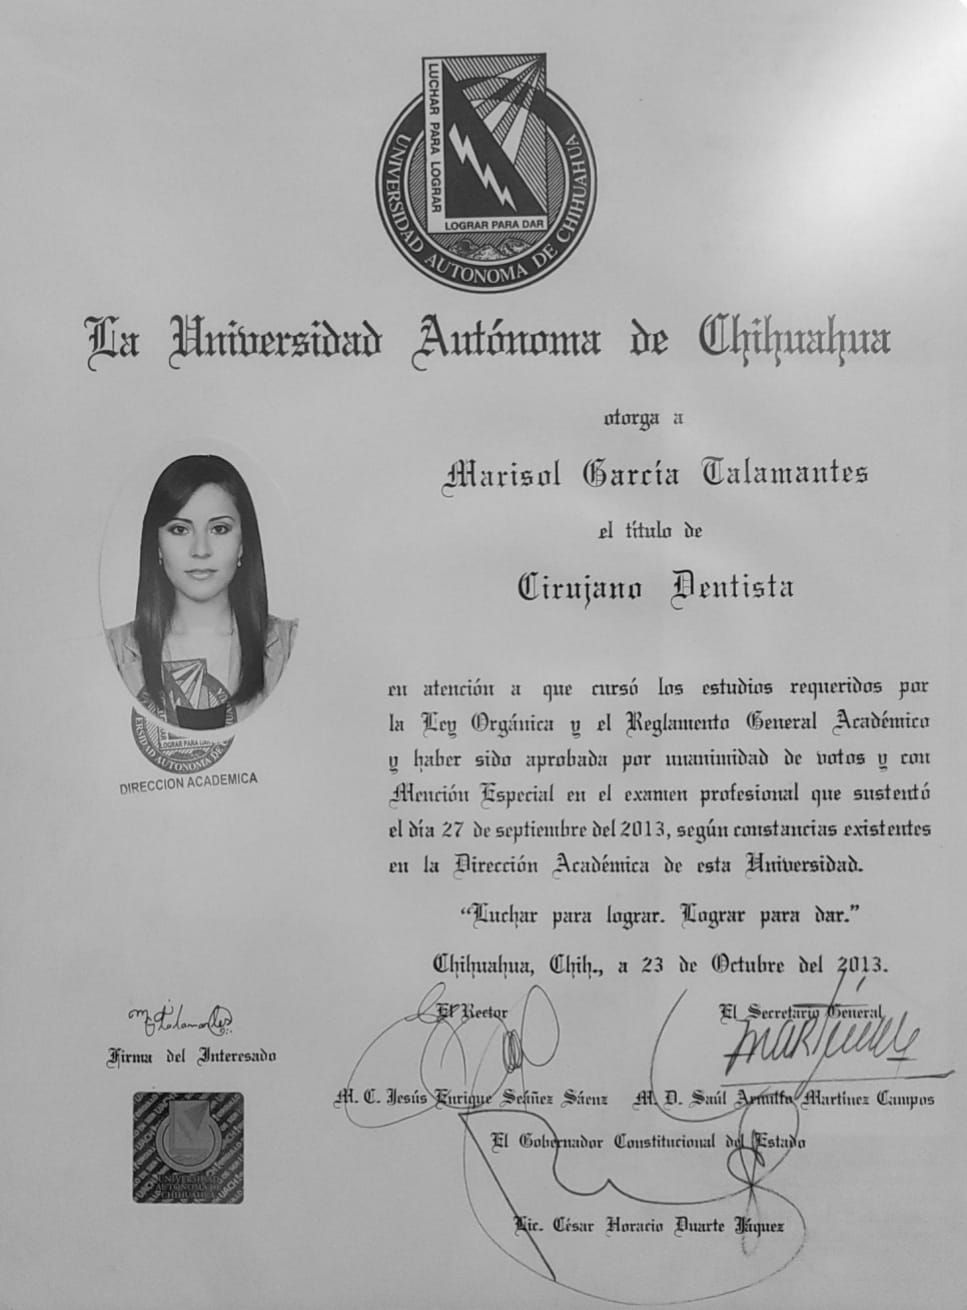 LUCHAR PARA LOGRAR
LOGRAR PARA DAR
UNIVERSIDAD AUTONOMA DE CHIHUAHUA
La Universidad Autónoma de Chihuahua
otorga a
Marisol García Talamantes
el título de
Cirujano Dentista
en atención a que cursó los estudios requeridos por
la Ley Orgánica y el Reglamento General Académico
y haber sido aprobada por unanimidad de votos y con
Mención Especial en el examen profesional que sustentó
el día 27 de septiembre del 2013, según constancias existentes
en la Dirección Académica de esta Universidad.
“Luchar para lograr. Lograr para dar.”
Chihuahua, Chih., a 23 de Octubre del 2013.
DIRECCION ACADEMICA
Firma del Interesado
UNIVERSIDAD
AUTONOMA DE
CHIHUAHUA
El Rector
M. C. Jesús Enrique Seáñez Sáenz
El Secretario General
M. D. Saúl Arnulfo Martínez Campos
El Gobernador Constitucional del Estado
Lic. César Horacio Duarte Jáquez